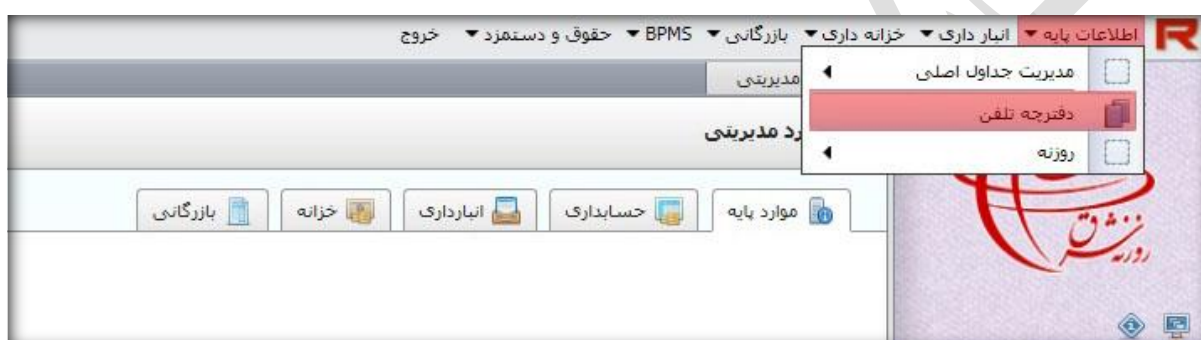 اطلاعات پایه انبار داری خزانه داری بازرگانی BPMS حقوق و دستمزد خروج
مدیریت جداول اصلی
دفترچه تلفن
روزنه
مدیریتی
رد مدیریتی
موارد پایه حسابداری انبارداری خزانه بازرگانی
روزنه شرق